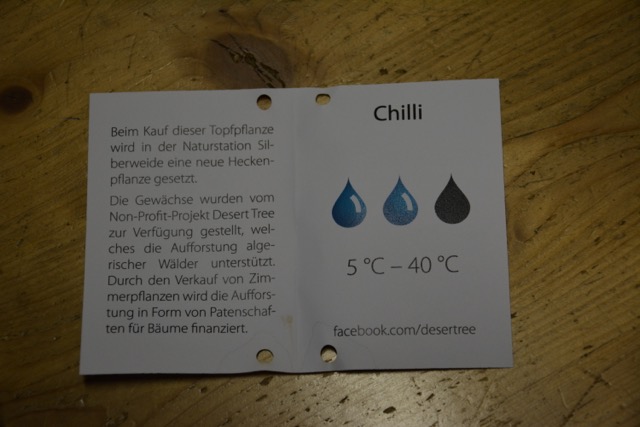 Beim Kauf dieser Topfpflanze
wird in der Naturstation Sil-
berweide eine neue Hecken-
pflanze gesetzt.
Die Gewächse wurden vom
Non-Profit-Projekt Desert Tree
zur Verfügung gestellt, wel-
ches die Aufforstung alge-
rischer Wälder unterstützt.
Durch den Verkauf von Zim-
merpflanzen wird die Auffors-
tung in Form von Patenschaf-
ten für Bäume finanziert.
Chilli
5 °C – 40 °C
facebook.com/desertree